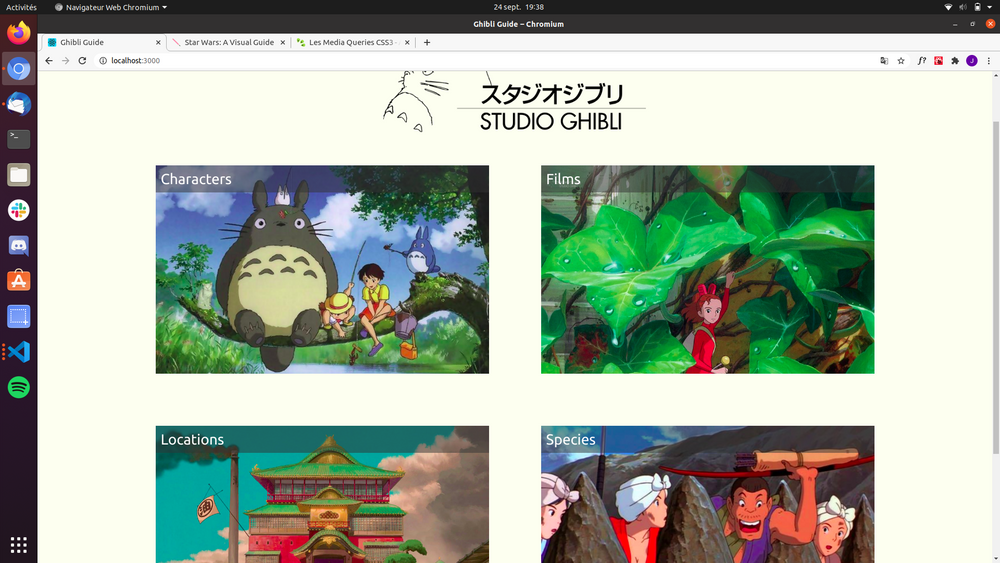 Activités
Navigateur Web Chromium
24 sept. 19:38
Ghibli Guide – Chromium
Ghibli Guide
Star Wars: A Visual Guide
Les Media Queries CSS3
localhost:3000
f?
J
スタジオジブリ
STUDIO GHIBLI
Characters
Films
Locations
油
Species